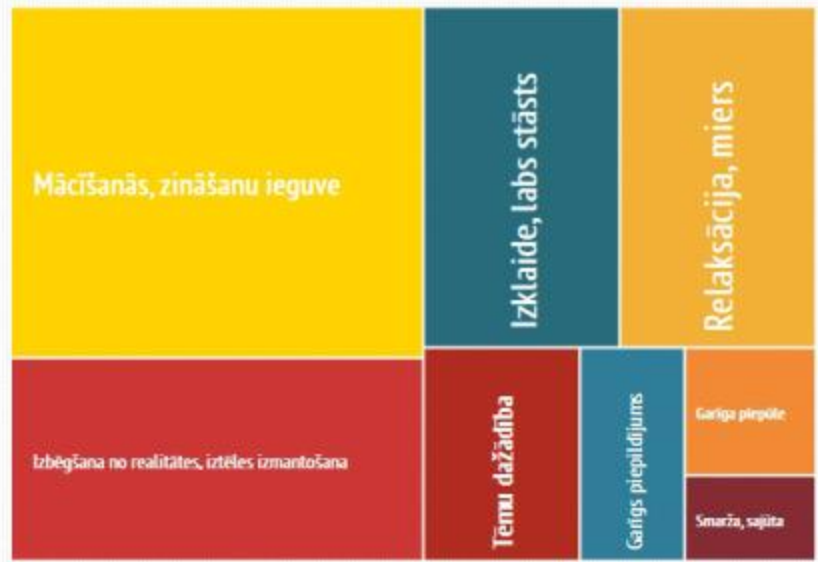 Mācīšanās, zināšanu ieguve
Izklaide, labs stāsts
Relaksācija, miers
Izbēgšana no realitātes, iztēles izmantošana
Tēmu dažādība
Garīgs piepildījums
Garīga piepūle
Smarža, sajūta